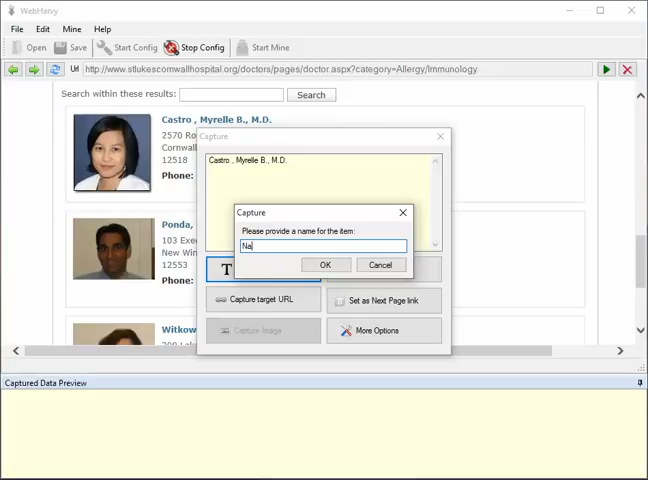 WebHarvy
File Edit Mine Help
Open Save Start Config Stop Config Start Mine
Url http://www.stlukescornwallhospital.org/doctors/pages/doctor.aspx?category=Allergy/Immunology
Search within these results: Search
Castro , Myrelle B., M.D.
2570 Ro
Cornwal
12518
Phone:
Capture
Castro , Myrelle B., M.D.
Capture
Please provide a name for the item:
Na
OK Cancel
Ponda,
103 Exec
New Win
12553
Phone:
T
Capture target URL Set as Next Page link
Capture Image More Options
Witkow
Captured Data Preview